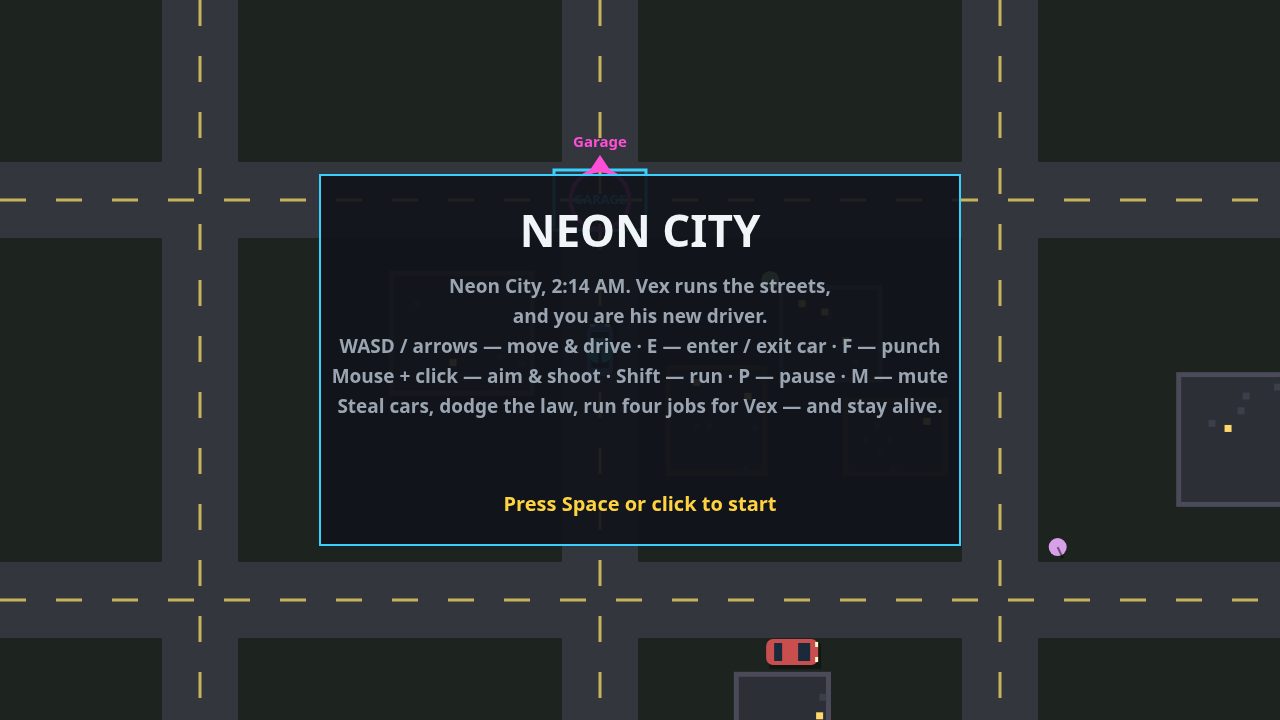 Garage
GARAGE
NEON CITY
Neon City, 2:14 AM. Vex runs the streets,
and you are his new driver.
WASD / arrows — move & drive · E — enter / exit car · F — punch
Mouse + click — aim & shoot · Shift — run · P — pause · M — mute
Steal cars, dodge the law, run four jobs for Vex — and stay alive.
Press Space or click to start